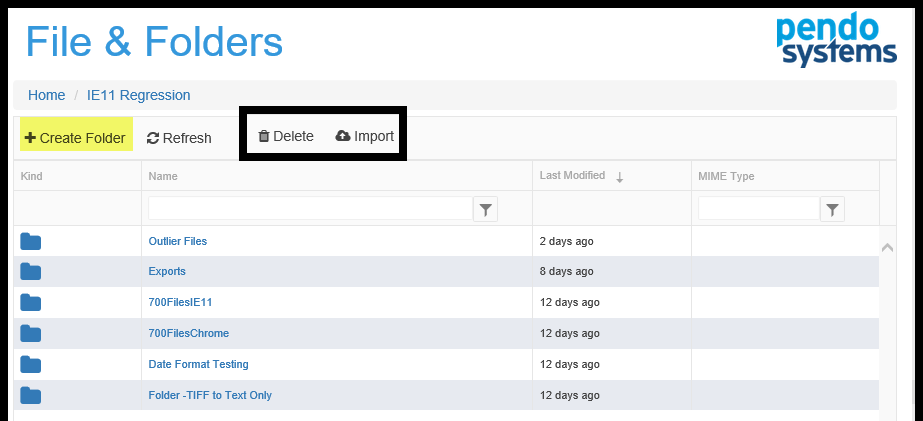 File & Folders
pendo
systems
Home / IE11 Regression
Create Folder Refresh Delete Import
Kind Name Last Modified MIME Type
Outlier Files 2 days ago
Exports 8 days ago
700FilesIE11 12 days ago
700FilesChrome 12 days ago
Date Format Testing 12 days ago
Folder -TIFF to Text Only 12 days ago